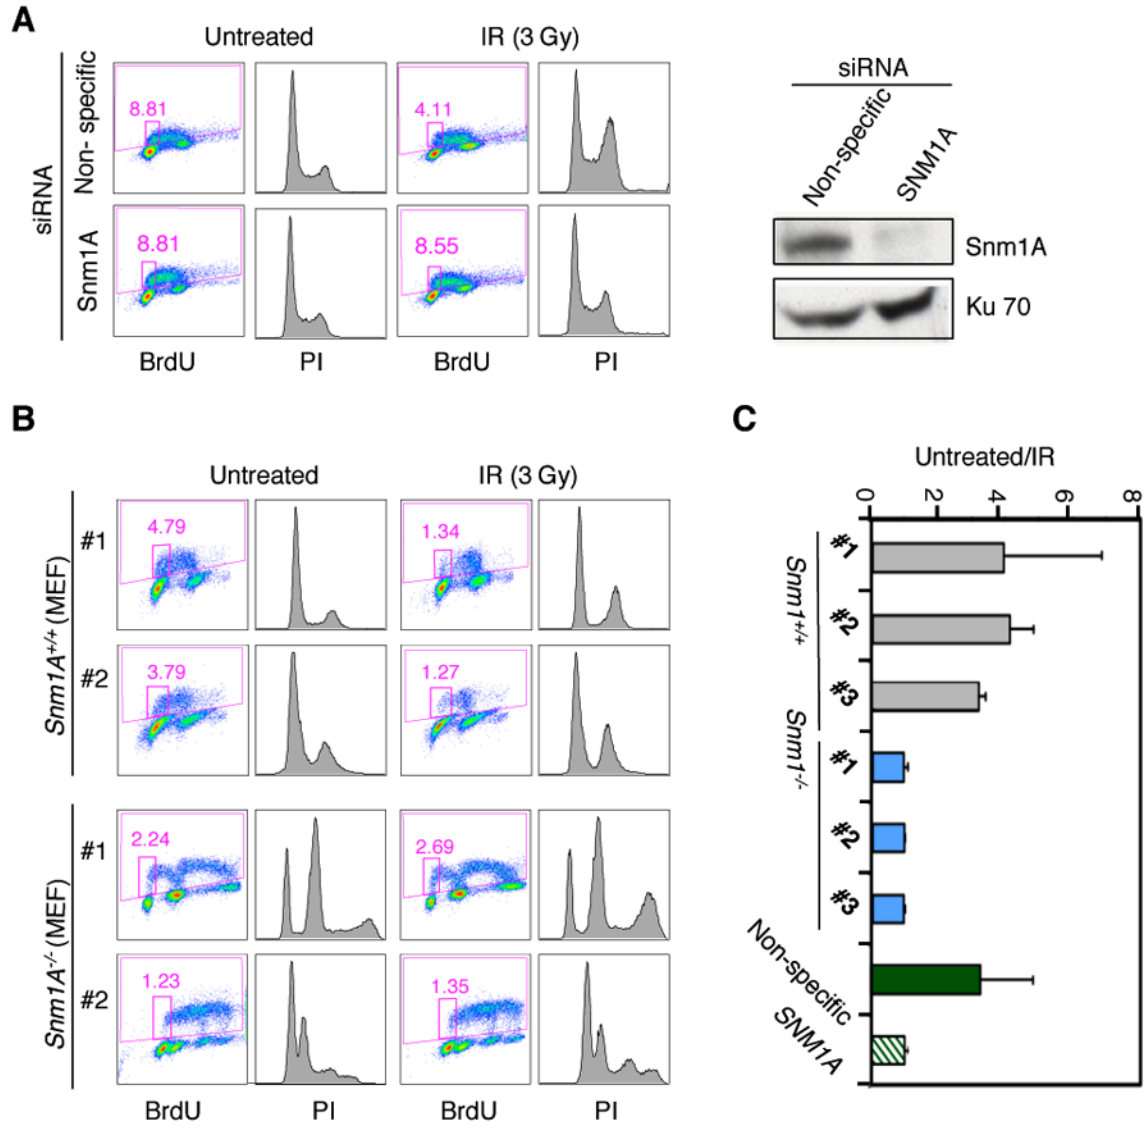 A
Untreated
IR (3 Gy)
siRNA
Non- specific
8.81
4.11
Snm1A
8.81
8.55
BrdU
PI
BrdU
PI
siRNA
Non-specific
SNM1A
Snm1A
Ku 70
B
Untreated
IR (3 Gy)
Snm1A+/+ (MEF)
#1
4.79
1.34
#2
3.79
1.27
Snm1A-/- (MEF)
#1
2.24
2.69
#2
1.23
1.35
BrdU
PI
BrdU
PI
C
Untreated/IR
0 2 4 6 8
Snm1+/+
#1
#2
#3
Snm1-/-
#1
#2
#3
Non-specific
SNM1A